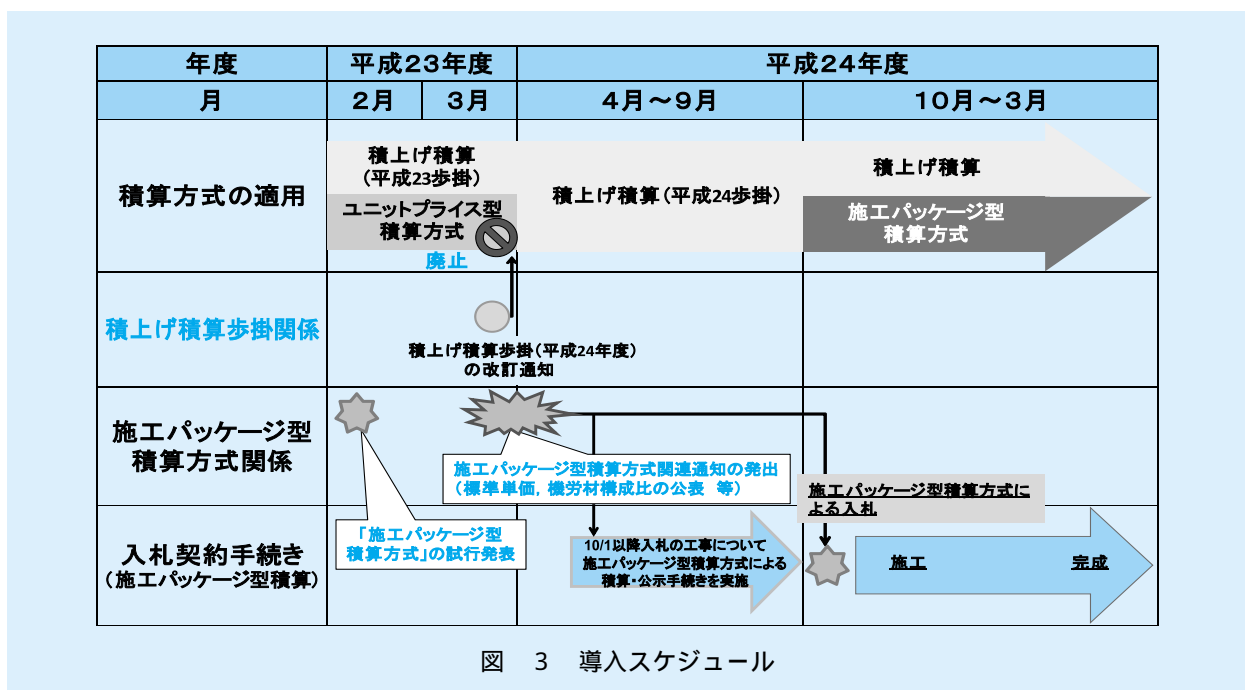 年度
平成23年度
平成24年度
月
2月
3月
4月～9月
10月～3月
積算方式の適用
積上げ積算
(平成23歩掛)
ユニットプライス型
積算方式
廃止
積上げ積算(平成24歩掛)
積上げ積算
施工パッケージ型
積算方式
積上げ積算歩掛関係
積上げ積算歩掛(平成24年度)
の改訂通知
施工パッケージ型
積算方式関係
施工パッケージ型積算方式関連通知の発出
(標準単価, 機労材構成比の公表 等)
「施工パッケージ型
積算方式」の試行発表
施工パッケージ型積算方式に
よる入札
入札契約手続き
(施工パッケージ型積算)
10/1以降入札の工事について
施工パッケージ型積算方式による
積算・公示手続きを実施
施工
完成
図 3 導入スケジュール